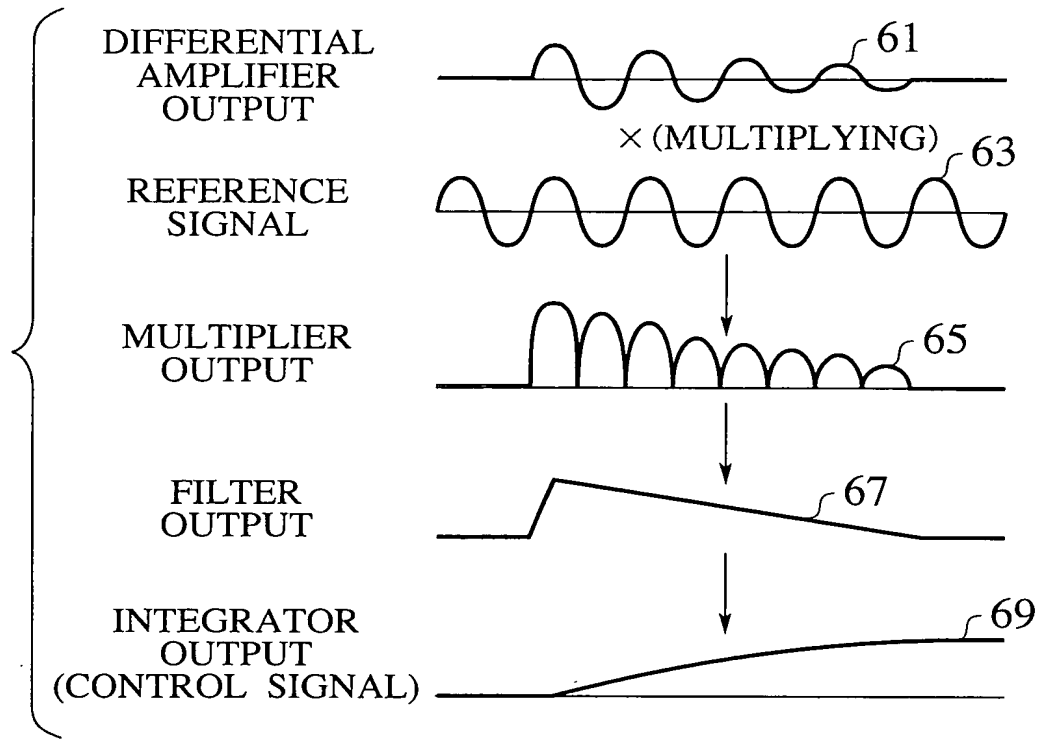 DIFFERENTIAL
AMPLIFIER
OUTPUT
61
× (MULTIPLYING)
REFERENCE
SIGNAL
63
MULTIPLIER
OUTPUT
65
FILTER
OUTPUT
67
INTEGRATOR
OUTPUT
(CONTROL SIGNAL)
69